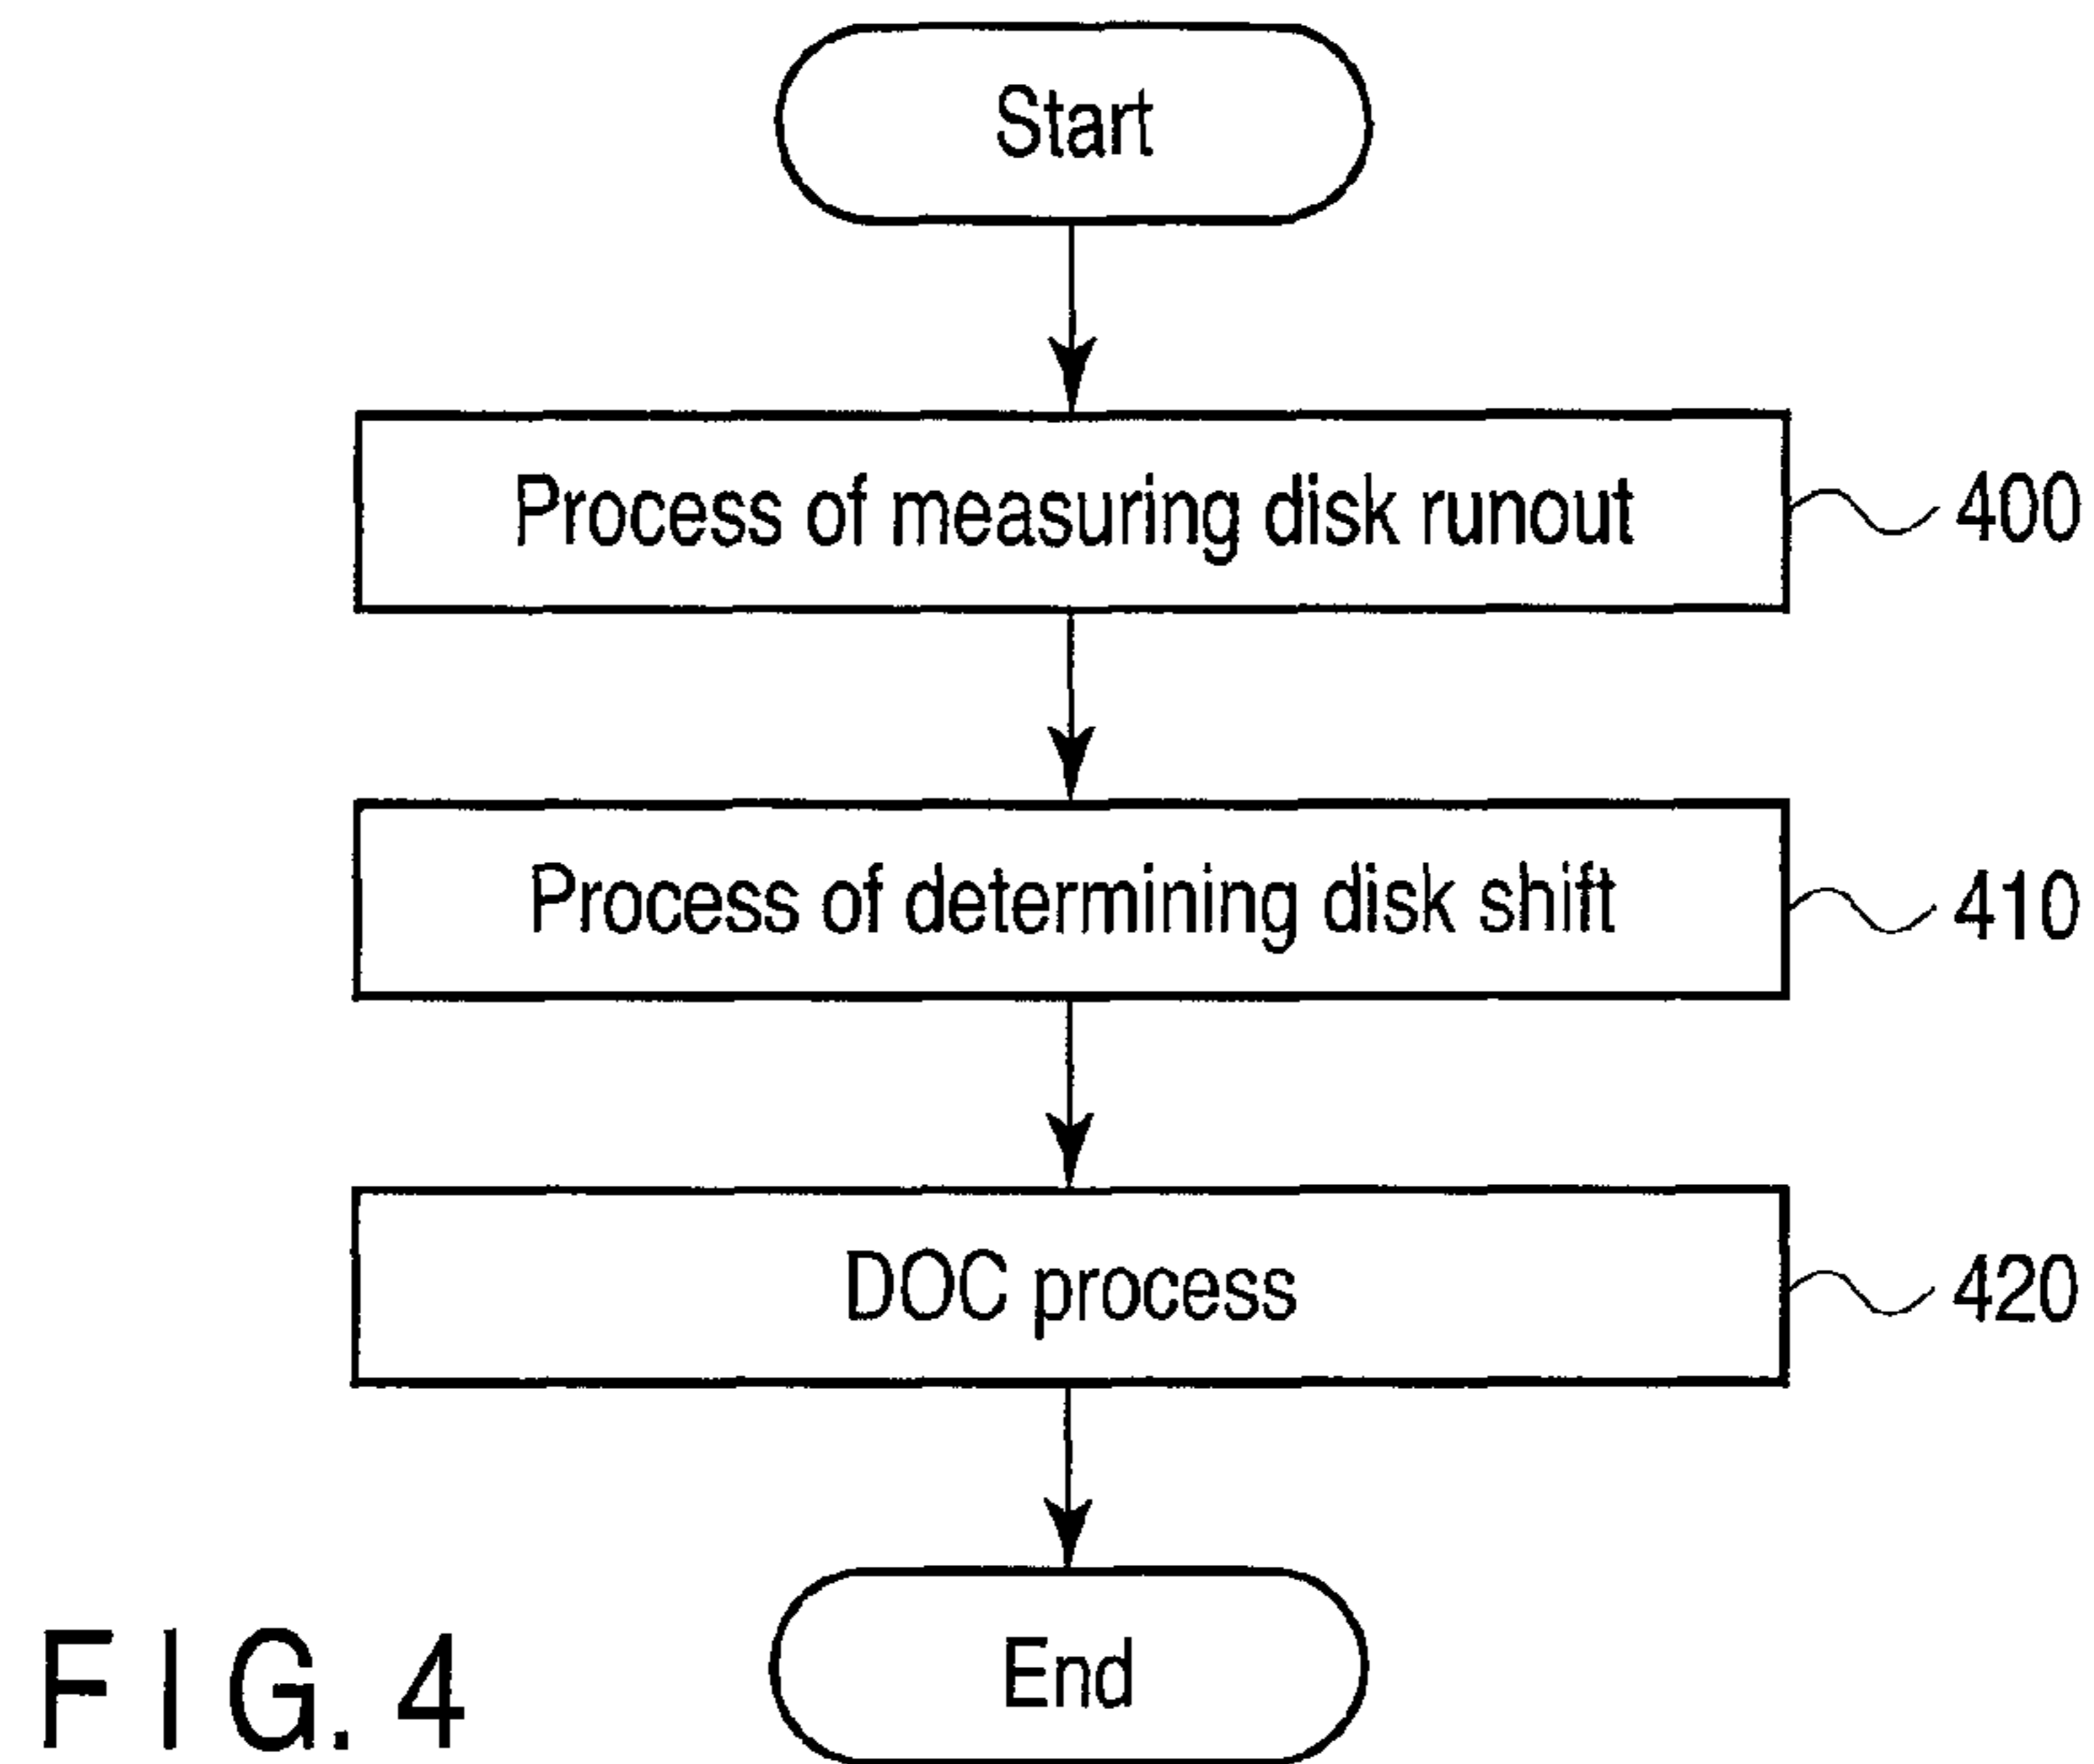 Start
Process of measuring disk runout
400
Process of determining disk shift
410
DOC process
420
End
FIG. 4